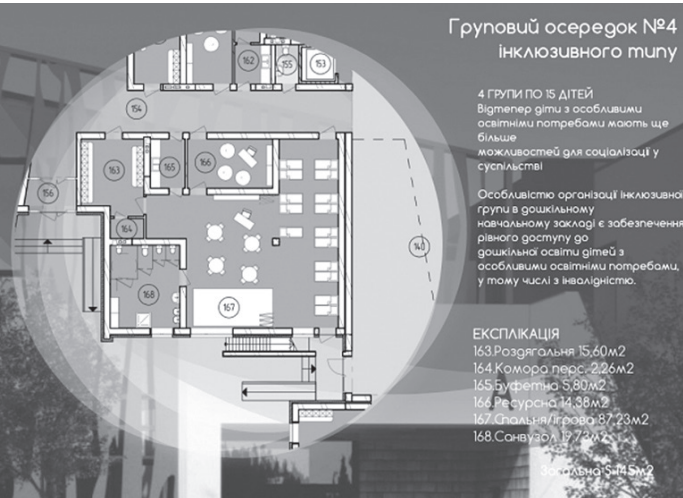 Груповий осередок №4
інклюзивного типу
4 ГРУПИ ПО 15 ДІТЕЙ
Відтепер діти з особливими
освітніми потребами мають ще
більше
можливостей для соціалізації у
суспільстві
Особливістю організації інклюзивної
групи в дошкільному
навчальному закладі є забезпечення
рівного доступу до
дошкільної освіти дітей з
особливими освітніми потребами,
у тому числі з інвалідністю.
ЕКСПЛІКАЦІЯ
163.Роздягальня 15,60м2
164.Комора перс. 2,26м2
165.Буфетна 5,80м2
166.Ресурсна 14,38м2
167.Спальня/ігрова 87,23м2
168.Санвузол 19,73м2
Загальна S-145м2
162
155
153
154
163
165
166
156
164
140
168
167